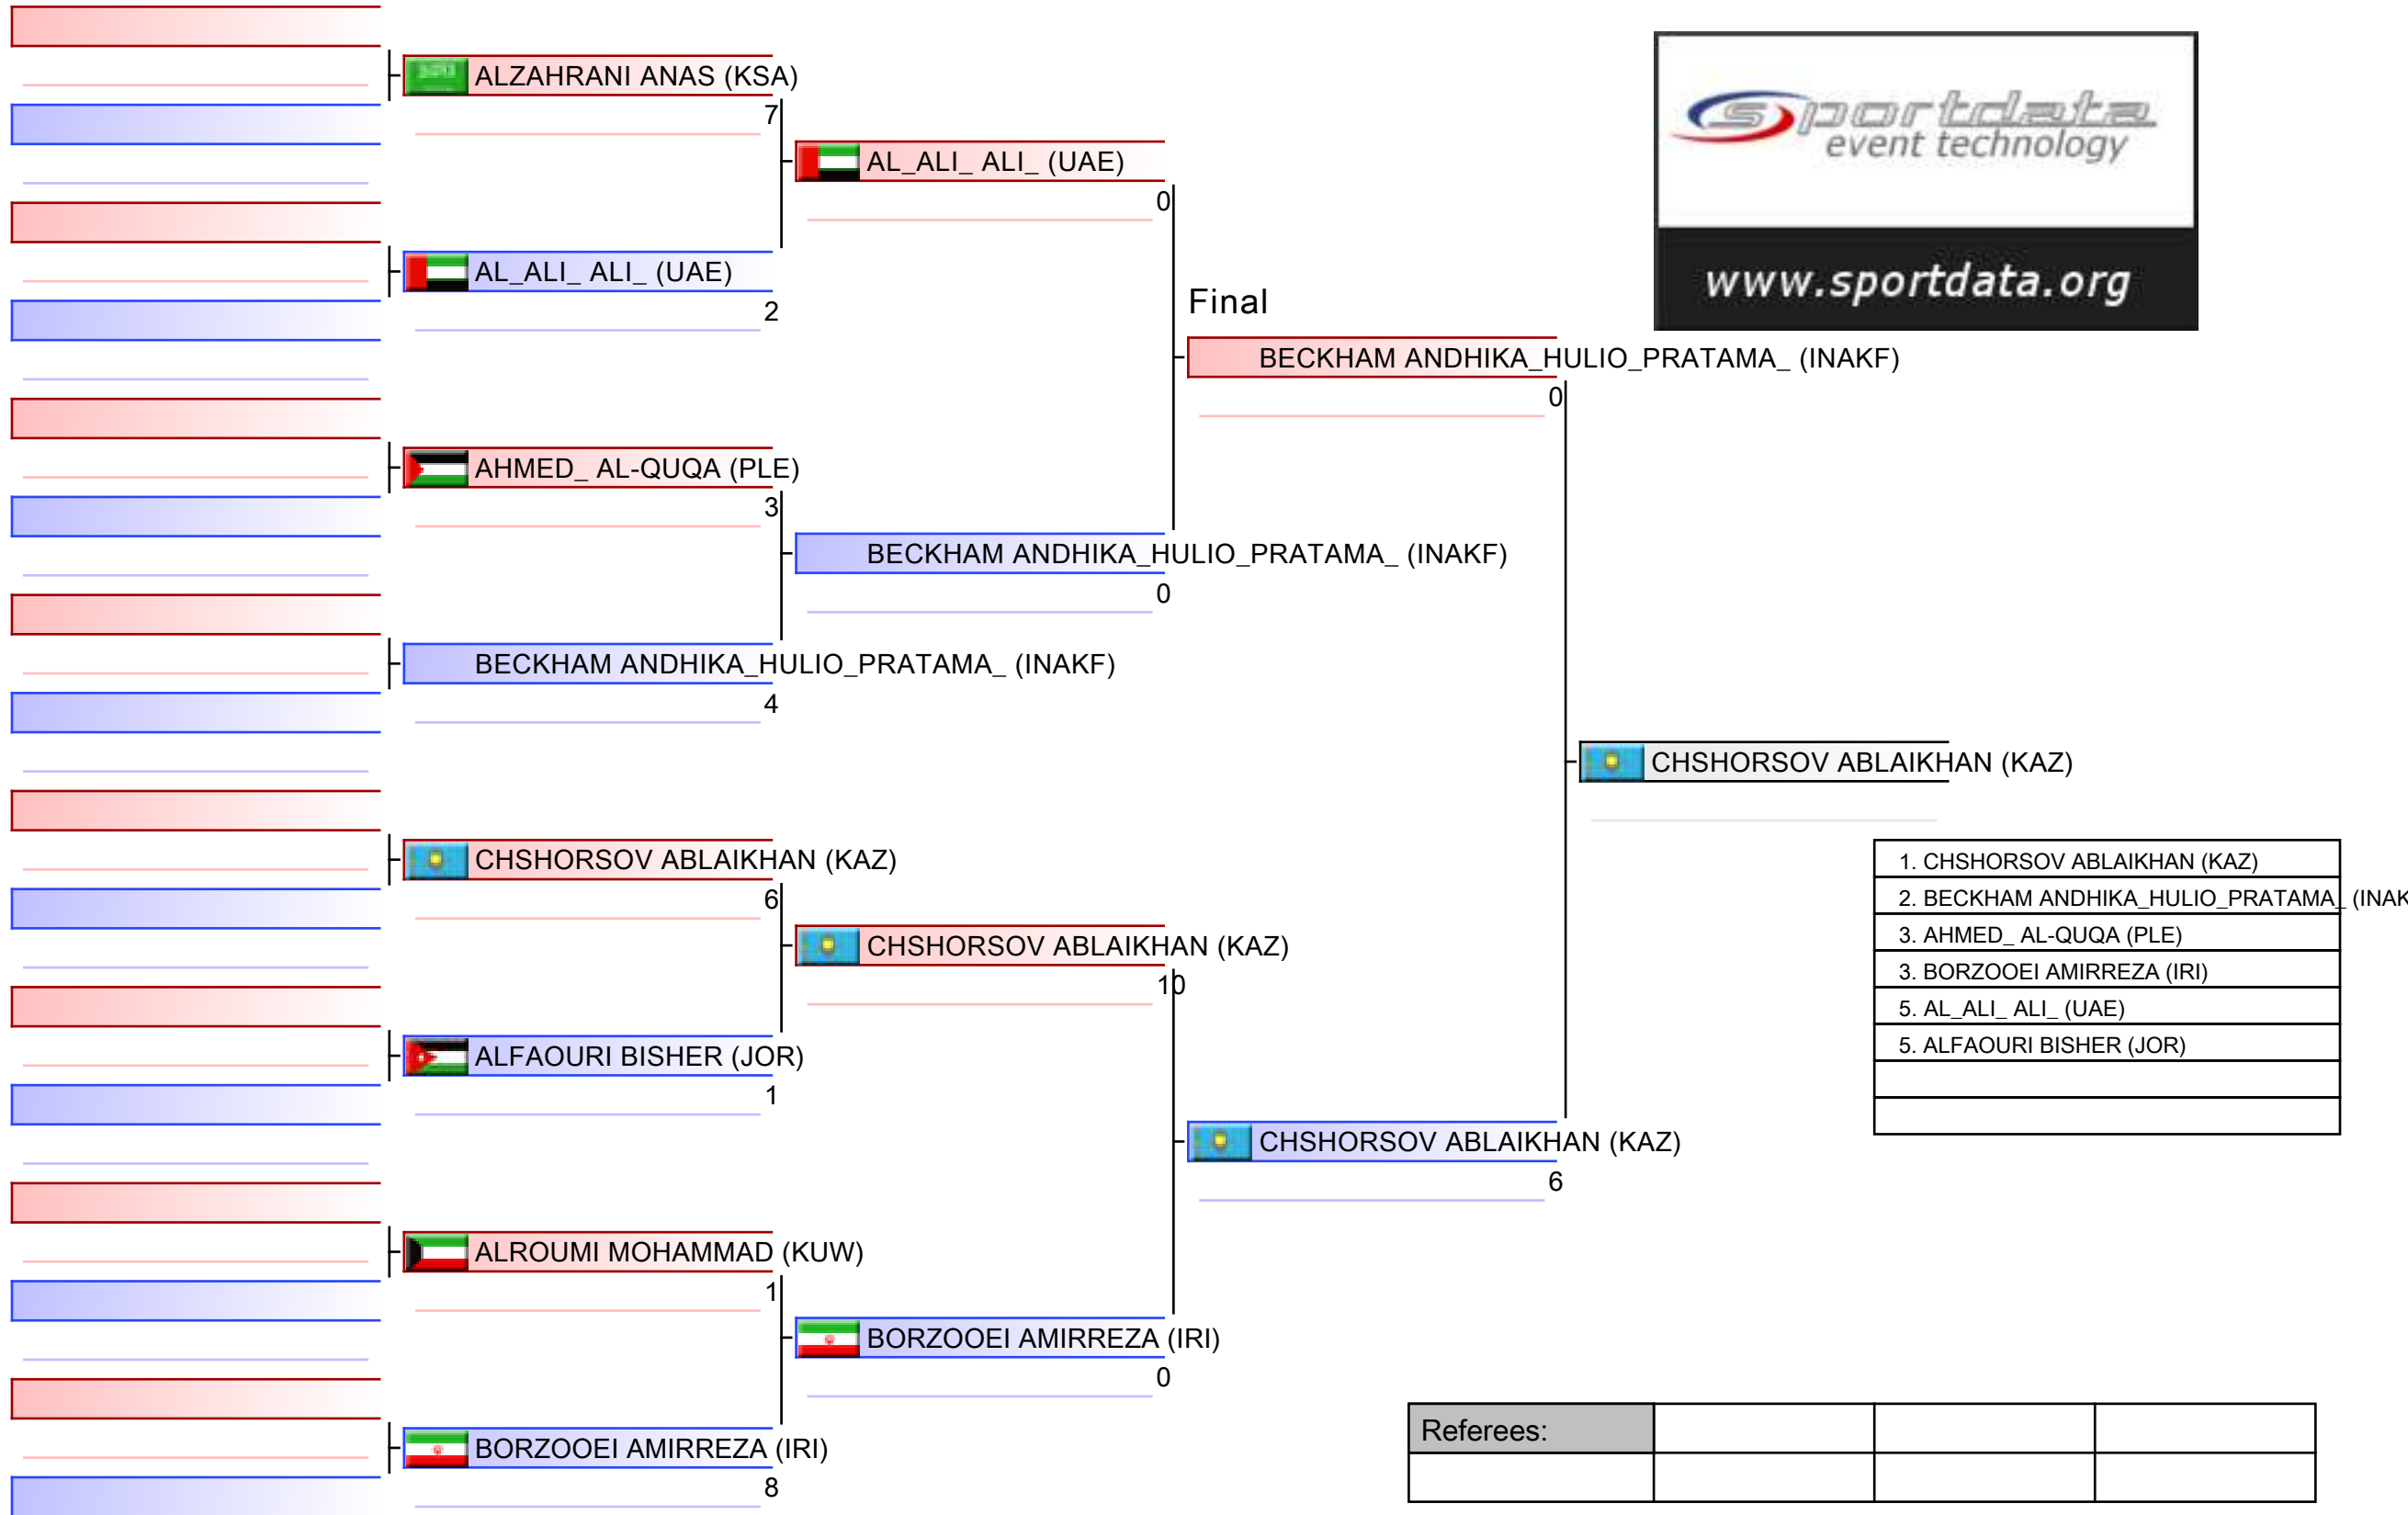 ALZAHRANI ANAS (KSA)
7
AL_ALI_ ALI_ (UAE)
2
AHMED_ AL-QUQA (PLE)
3
BECKHAM ANDHIKA_HULIO_PRATAMA_ (INAKF)
4
CHSHORSOV ABLAIKHAN (KAZ)
6
ALFAOURI BISHER (JOR)
1
ALROUMI MOHAMMAD (KUW)
1
BORZOOEI AMIRREZA (IRI)
8
AL_ALI_ ALI_ (UAE)
0
BECKHAM ANDHIKA_HULIO_PRATAMA_ (INAKF)
0
CHSHORSOV ABLAIKHAN (KAZ)
10
BORZOOEI AMIRREZA (IRI)
0
Final
BECKHAM ANDHIKA_HULIO_PRATAMA_ (INAKF)
0
CHSHORSOV ABLAIKHAN (KAZ)
6
CHSHORSOV ABLAIKHAN (KAZ)
sportdata
event technology
www.sportdata.org
1. CHSHORSOV ABLAIKHAN (KAZ)
2. BECKHAM ANDHIKA_HULIO_PRATAMA_ (INAK
3. AHMED_ AL-QUQA (PLE)
3. BORZOOEI AMIRREZA (IRI)
5. AL_ALI_ ALI_ (UAE)
5. ALFAOURI BISHER (JOR)
Referees: